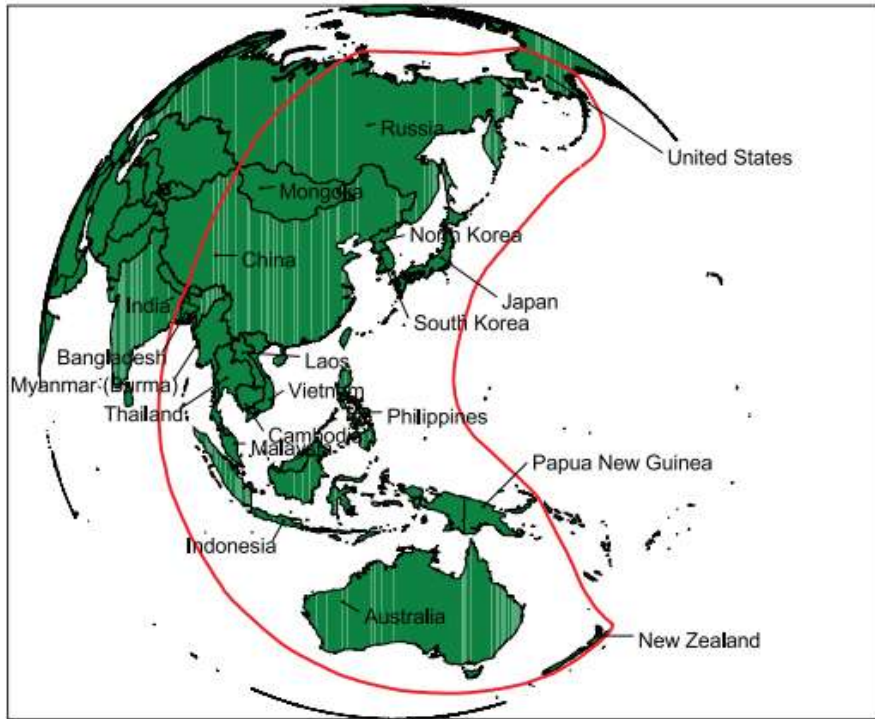 Russia
United States
Mongolia
North Korea
China
India
Japan
South Korea
Bangladesh
Laos
Myanmar (Burma)
Vietnam
Thailand
Philippines
Cambodia
Malaysia
Papua New Guinea
Indonesia
Australia
New Zealand